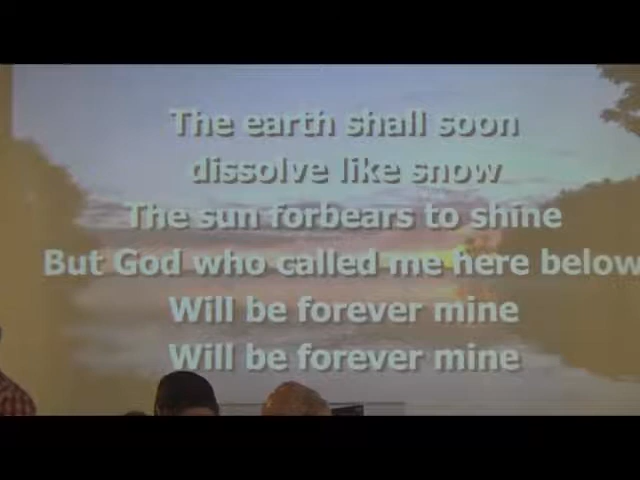 The earth shall soon
dissolve like snow
The sun forbears to shine
But God who called me here below
Will be forever mine
Will be forever mine